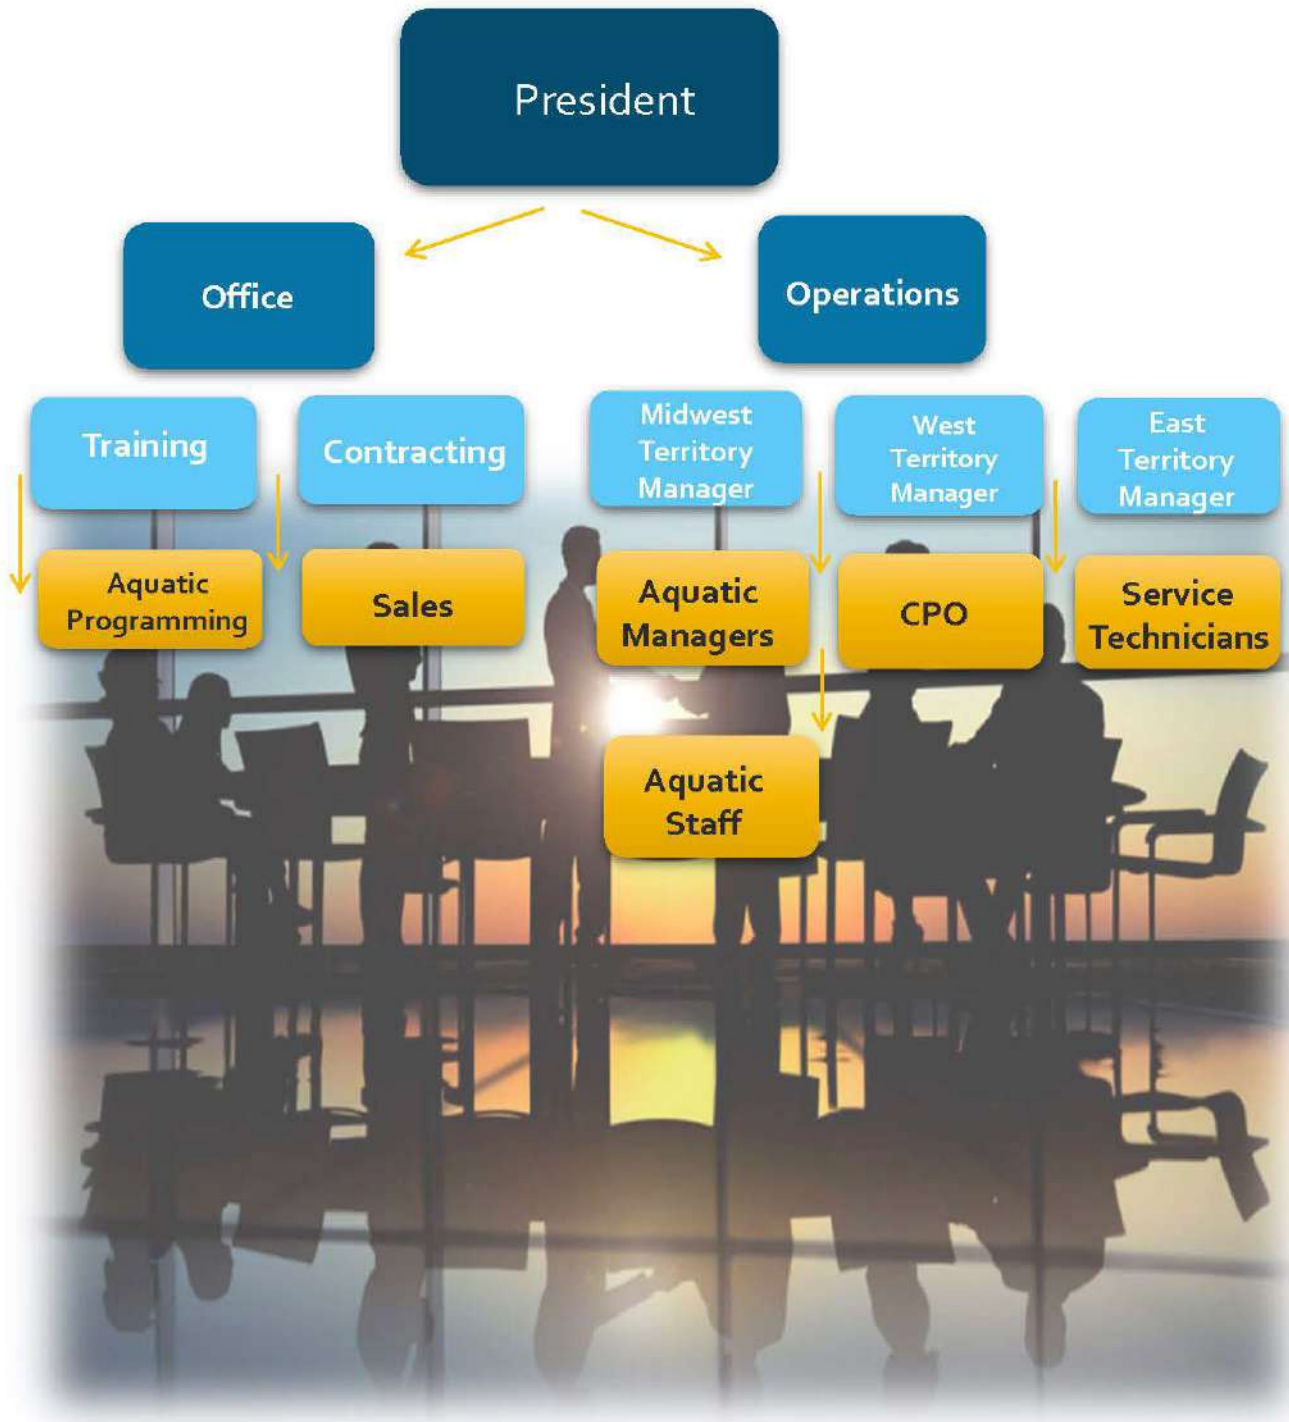 President
Office
Operations
Training
Contracting
Midwest
Territory
Manager
West
Territory
Manager
East
Territory
Manager
Aquatic
Programming
Sales
Aquatic
Managers
CPO
Service
Technicians
Aquatic
Staff